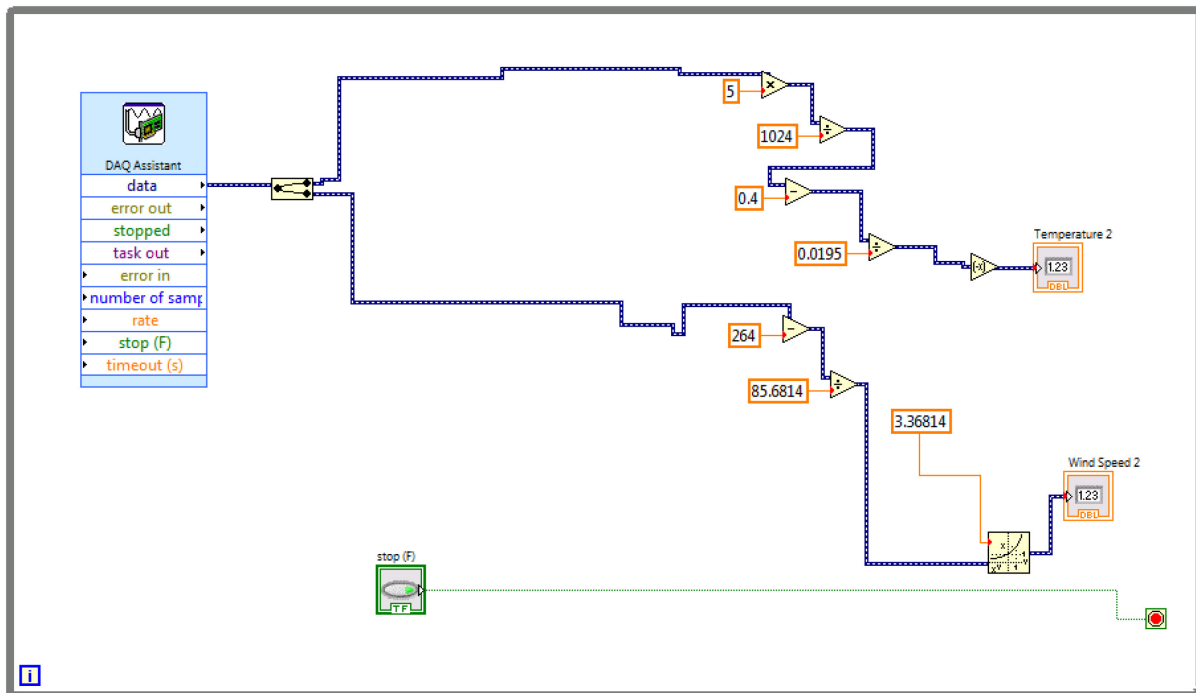 DAQ Assistant
data
error out
stopped
task out
error in
number of samp
rate
stop (F)
timeout (s)
5
×
1024
÷
0.4
−
0.0195
÷
Temperature 2
1.23
DBL
264
−
85.6814
÷
3.36814
Wind Speed 2
1.23
DBL
stop (F)
TF
i